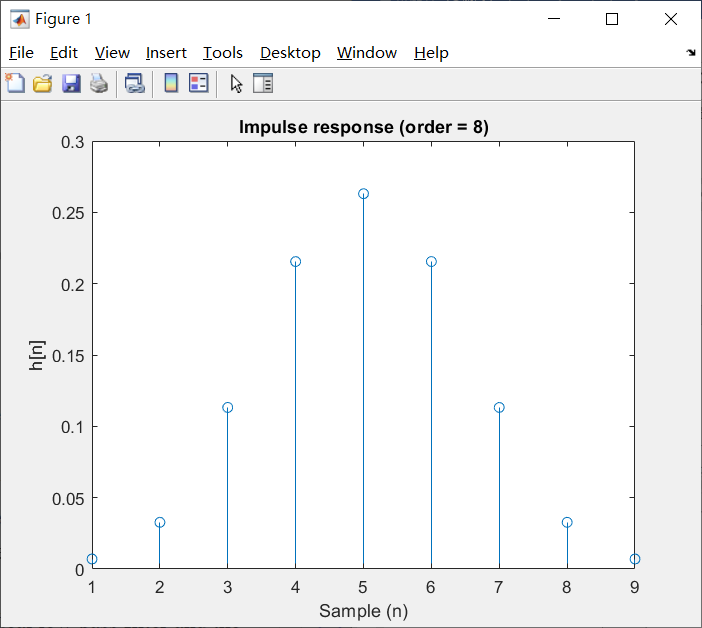 Figure 1
File Edit View Insert Tools Desktop Window Help
Impulse response (order = 8)
0.3
0.25
0.2
0.15
0.1
0.05
0
h[n]
1 2 3 4 5 6 7 8 9
Sample (n)